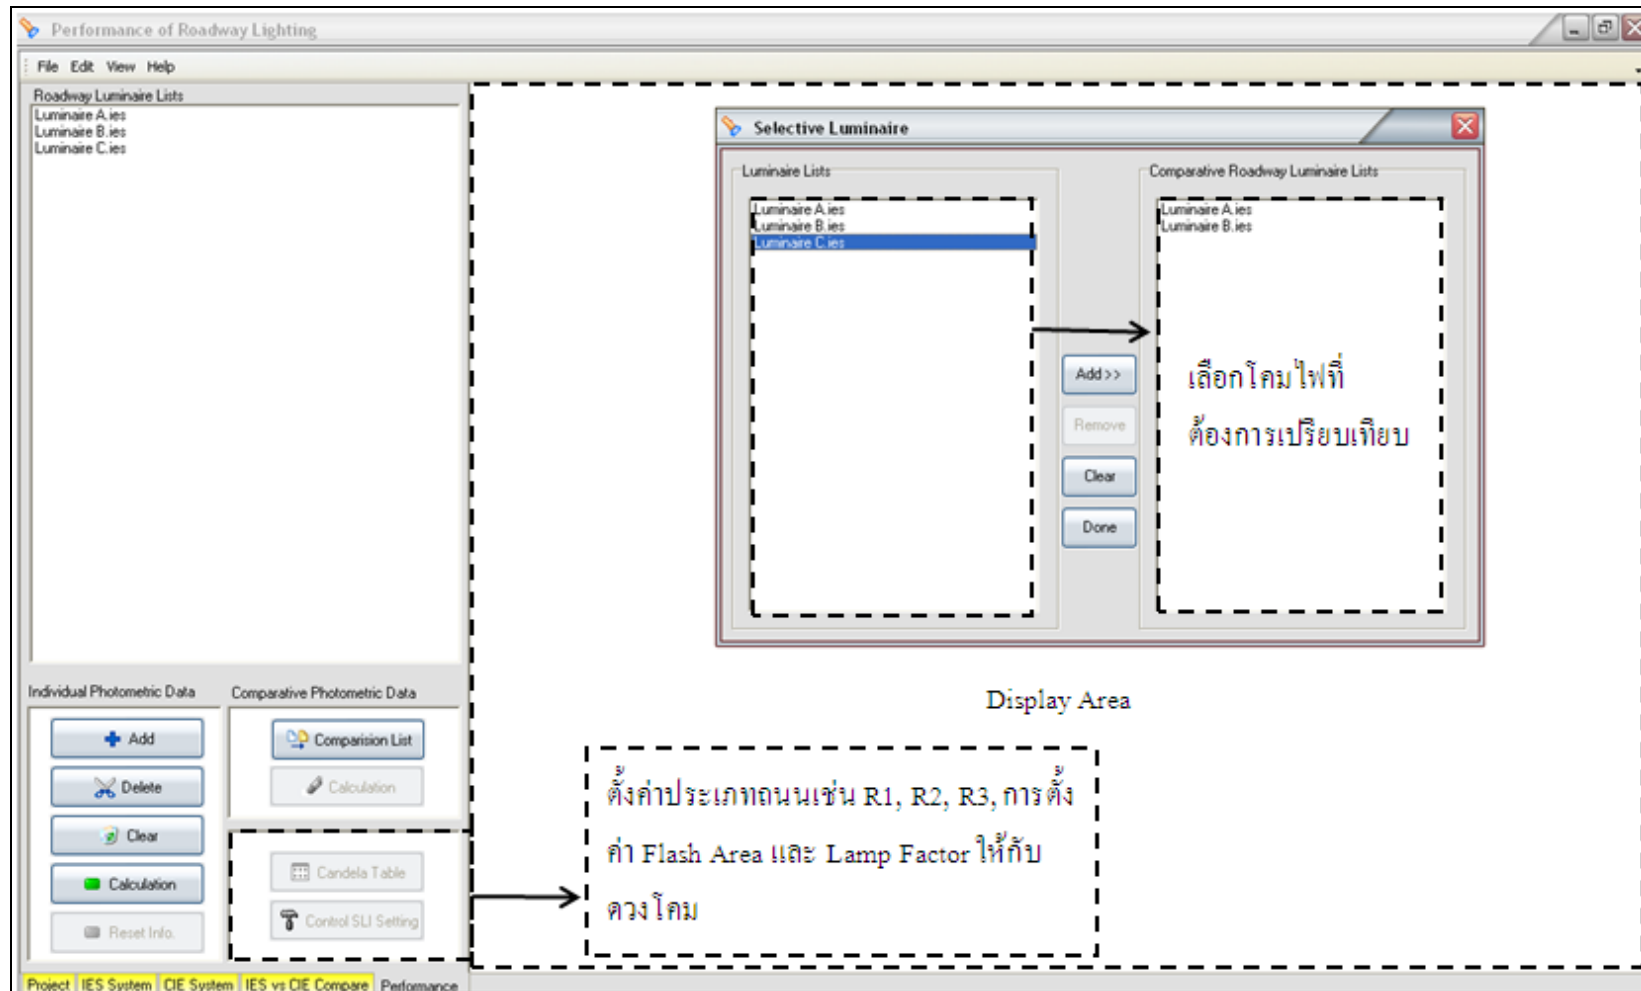 Performance of Roadway Lighting
File Edit View Help
Roadway Luminaire Lists
Luminaire A.ies
Luminaire B.ies
Luminaire C.ies
Selective Luminaire
Luminaire Lists
Luminaire A.ies
Luminaire B.ies
Luminaire C.ies
Add>>
Remove
Clear
Done
Comparative Roadway Luminaire Lists
Luminaire A.ies
Luminaire B.ies
เลือกโคมไฟที่
ต้องการเปรียบเทียบ
Display Area
Individual Photometric Data
Add
Delete
Clear
Calculation
Reset Info.
Comparative Photometric Data
Comparision List
Calculation
Candela Table
Control SLI Setting
ตั้งค่าประเภทถนนเช่น R1, R2, R3, การตั้ง
ค่า Flash Area และ Lamp Factor ให้กับ
ดวงโคม
Project IES System CIE System IES vs CIE Compare Performance